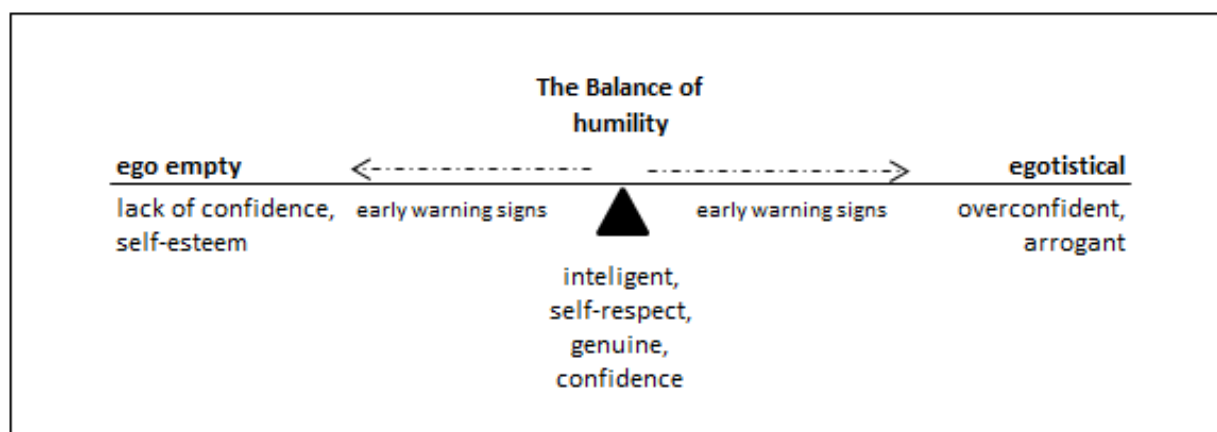 The Balance of
humility
ego empty
egotistical
lack of confidence,
self-esteem
early warning signs
early warning signs
overconfident,
arrogant
inteligent,
self-respect,
genuine,
confidence